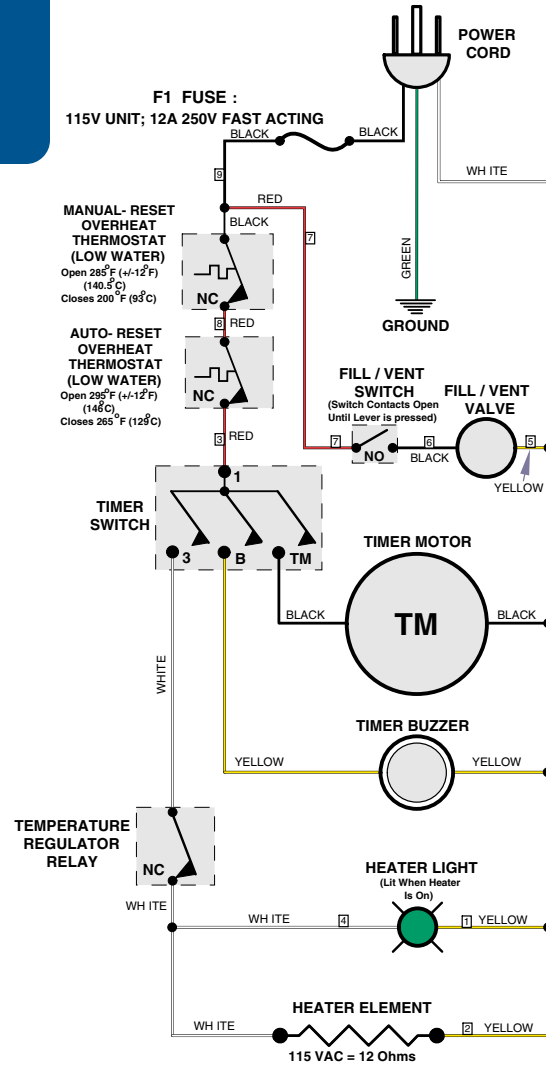 POWER
CORD
F1 FUSE :
115V UNIT; 12A 250V FAST ACTING
BLACK
BLACK
WH ITE
9
RED
BLACK
7
MANUAL- RESET
OVERHEAT
THERMOSTAT
(LOW WATER)
Open 285°F (+/-12°F)
(140.5°C)
Closes 200°F (93°C)
NC
GREEN
GROUND
8 RED
AUTO- RESET
OVERHEAT
THERMOSTAT
(LOW WATER)
Open 295°F (+/-12°F)
(146°C)
Closes 265°F (129°C)
NC
3 RED
FILL / VENT
SWITCH
(Switch Contacts Open
Until Lever is pressed)
FILL / VENT
VALVE
7
NO
6
BLACK
5
YELLOW
TIMER
SWITCH
1
3
B
TM
TIMER MOTOR
BLACK
TM
BLACK
WHITE
TIMER BUZZER
YELLOW
YELLOW
TEMPERATURE
REGULATOR
RELAY
NC
WH ITE
HEATER LIGHT
(Lit When Heater
Is On)
WH ITE
4
1 YELLOW
HEATER ELEMENT
WH ITE
2 YELLOW
115 VAC = 12 Ohms